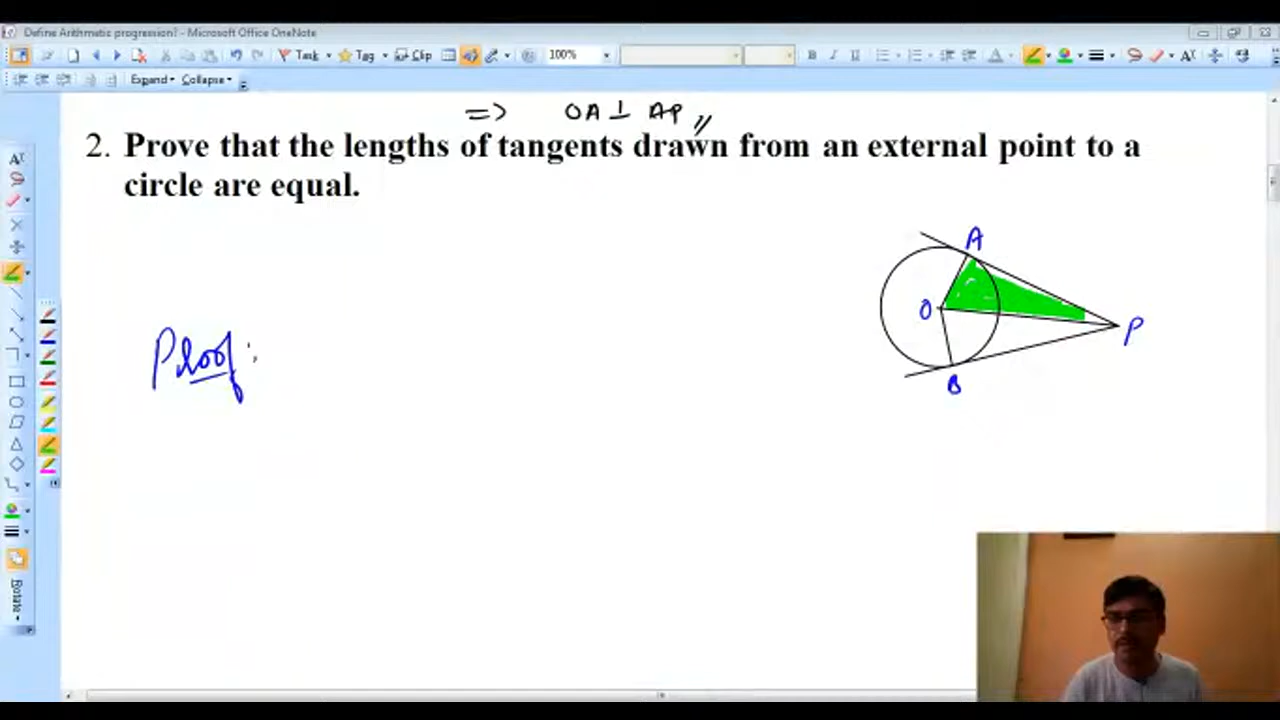 Define Arithmetic progression? - Microsoft OneNote
Task Tag Clip 100% B I U
Expand Collapse
=> OA ⊥ AP //
2. Prove that the lengths of tangents drawn from an external point to a
circle are equal.
A
O
P
B
Proof :
Rotate